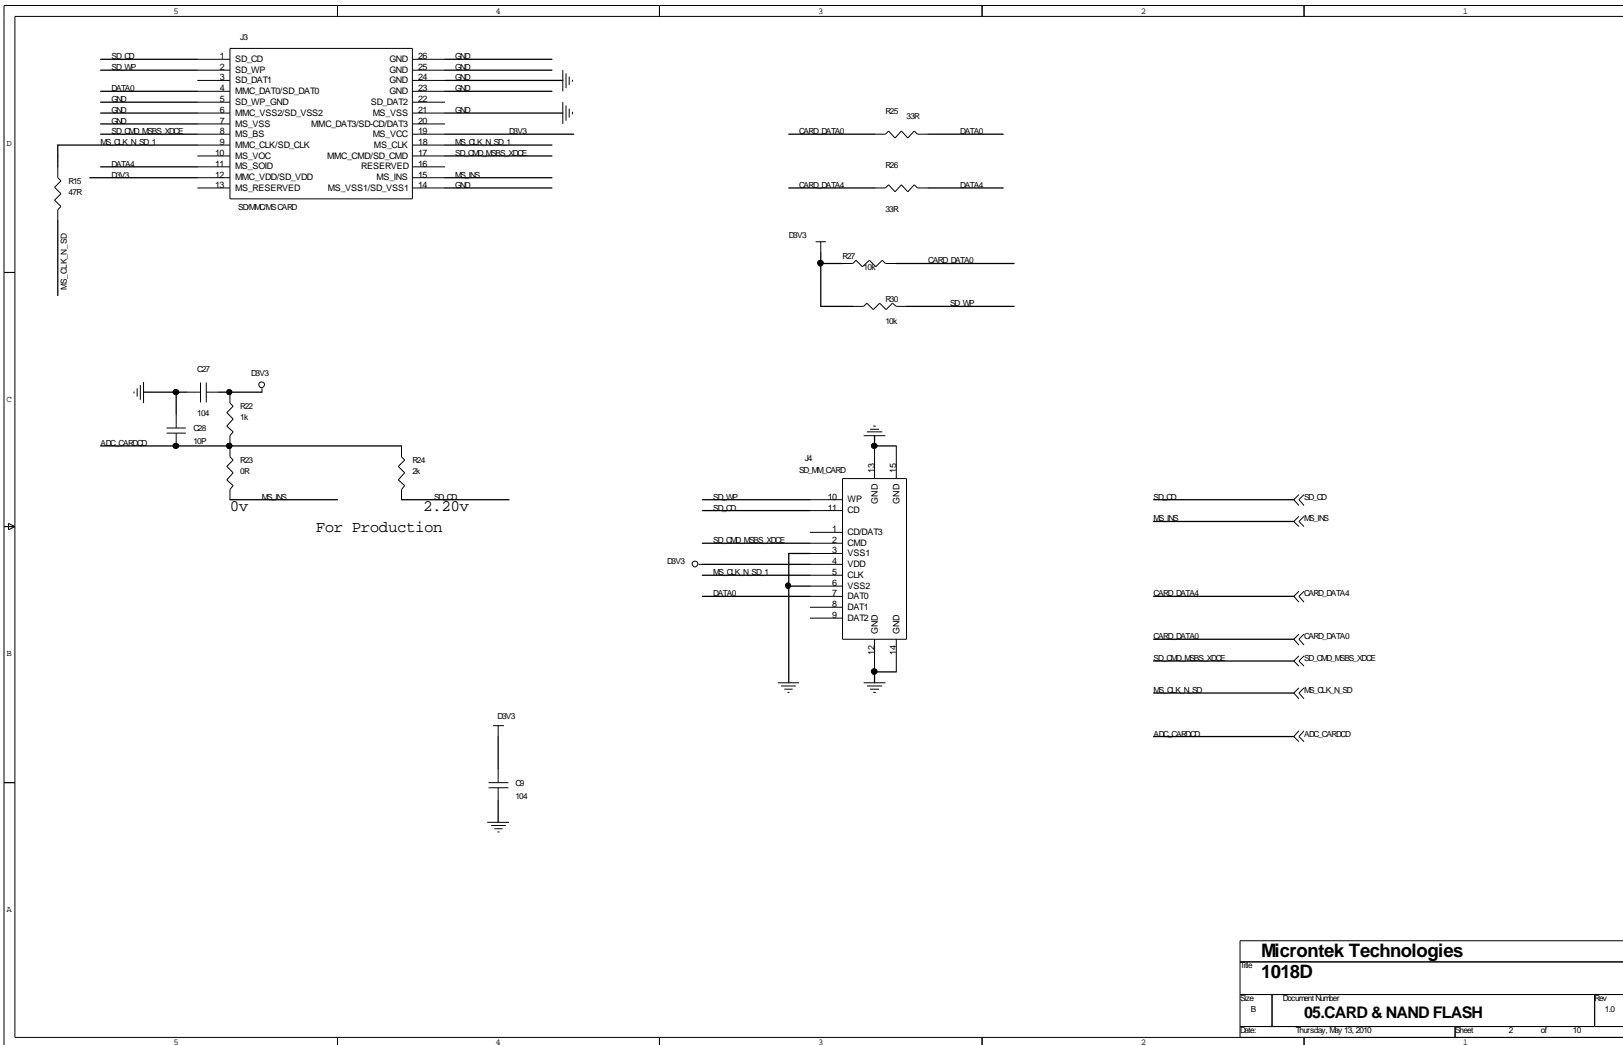 5 4 3 2 1
J3
SD_CD 1 SD_CD GND 26 GND
SD_WP 2 SD_WP GND 25 GND
3 SD_DAT1 GND 24 GND
DATA0 4 MMC_DAT0/SD_DAT0 GND 23 GND
GND 5 SD_WP_GND SD_DAT2 22
GND 6 MMC_VSS2/SD_VSS2 MS_VSS 21 GND
GND 7 MS_VSS MMC_DAT3/SD-CD/DAT3 20
SD_CMD_MSBS_XDCE 8 MS_BS MS_VCC 19 D3V3
MS_CLK_N_SD_1 9 MMC_CLK/SD_CLK MS_CLK 18 MS_CLK_N_SD_1
10 MS_VOC MMC_CMD/SD_CMD 17 SD_CMD_MSBS_XDCE
DATA4 11 MS_SOID RESERVED 16
D3V3 12 MMC_VDD/SD_VDD MS_INS 15 MS_INS
13 MS_RESERVED MS_VSS1/SD_VSS1 14 GND
SD/MMC/MS CARD
R15
47R
MS_CLK_N_SD
R25
33R
CARD_DATA0 DATA0
R26
CARD_DATA4 DATA4
33R
D3V3
R27
10k
CARD_DATA0
R30
SD_WP
10k
D
C
B
A
C27
D3V3
104
R22
1k
C28
10P
ADC_CARDCD
R23
0R
R24
2k
MS_INS
SD_CD
0v
2.20v
For Production
J4
SD_MM_CARD
13 15
GND GND
SD_WP 10 WP
SD_CD 11 CD
1 CD/DAT3
SD_CMD_MSBS_XDCE 2 CMD
3 VSS1
D3V3 4 VDD
MS_CLK_N_SD_1 5 CLK
6 VSS2
DATA0 7 DAT0
8 DAT1
9 DAT2
GND GND
12 14
SD_CD SD_CD
MS_INS MS_INS
CARD_DATA4 CARD_DATA4
CARD_DATA0 CARD_DATA0
SD_CMD_MSBS_XDCE SD_CMD_MSBS_XDCE
MS_CLK_N_SD MS_CLK_N_SD
ADC_CARDCD ADC_CARDCD
D3V3
C9
104
Microntek Technologies
Title
1018D
Size Document Number Rev
B 05.CARD & NAND FLASH 1.0
Date: Thursday, May 13, 2010 Sheet 2 of 10
5 4 3 2 1